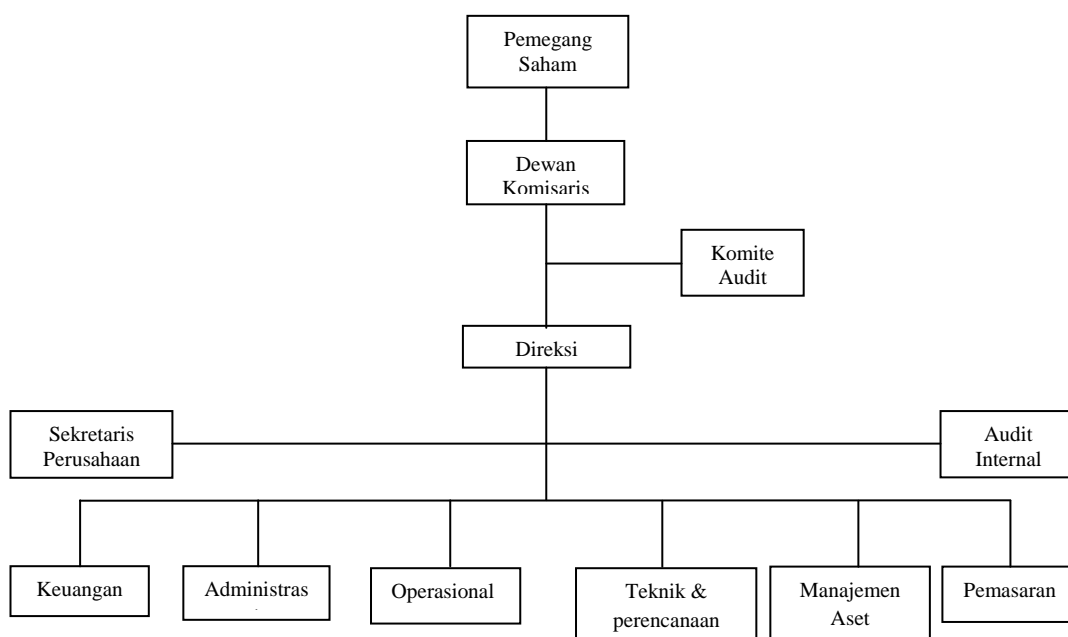 Pemegang
Saham
Dewan
Komisaris
Komite
Audit
Direksi
Sekretaris
Perusahaan
Audit
Internal
Keuangan
Administras
Operasional
Teknik &
perencanaan
Manajemen
Aset
Pemasaran